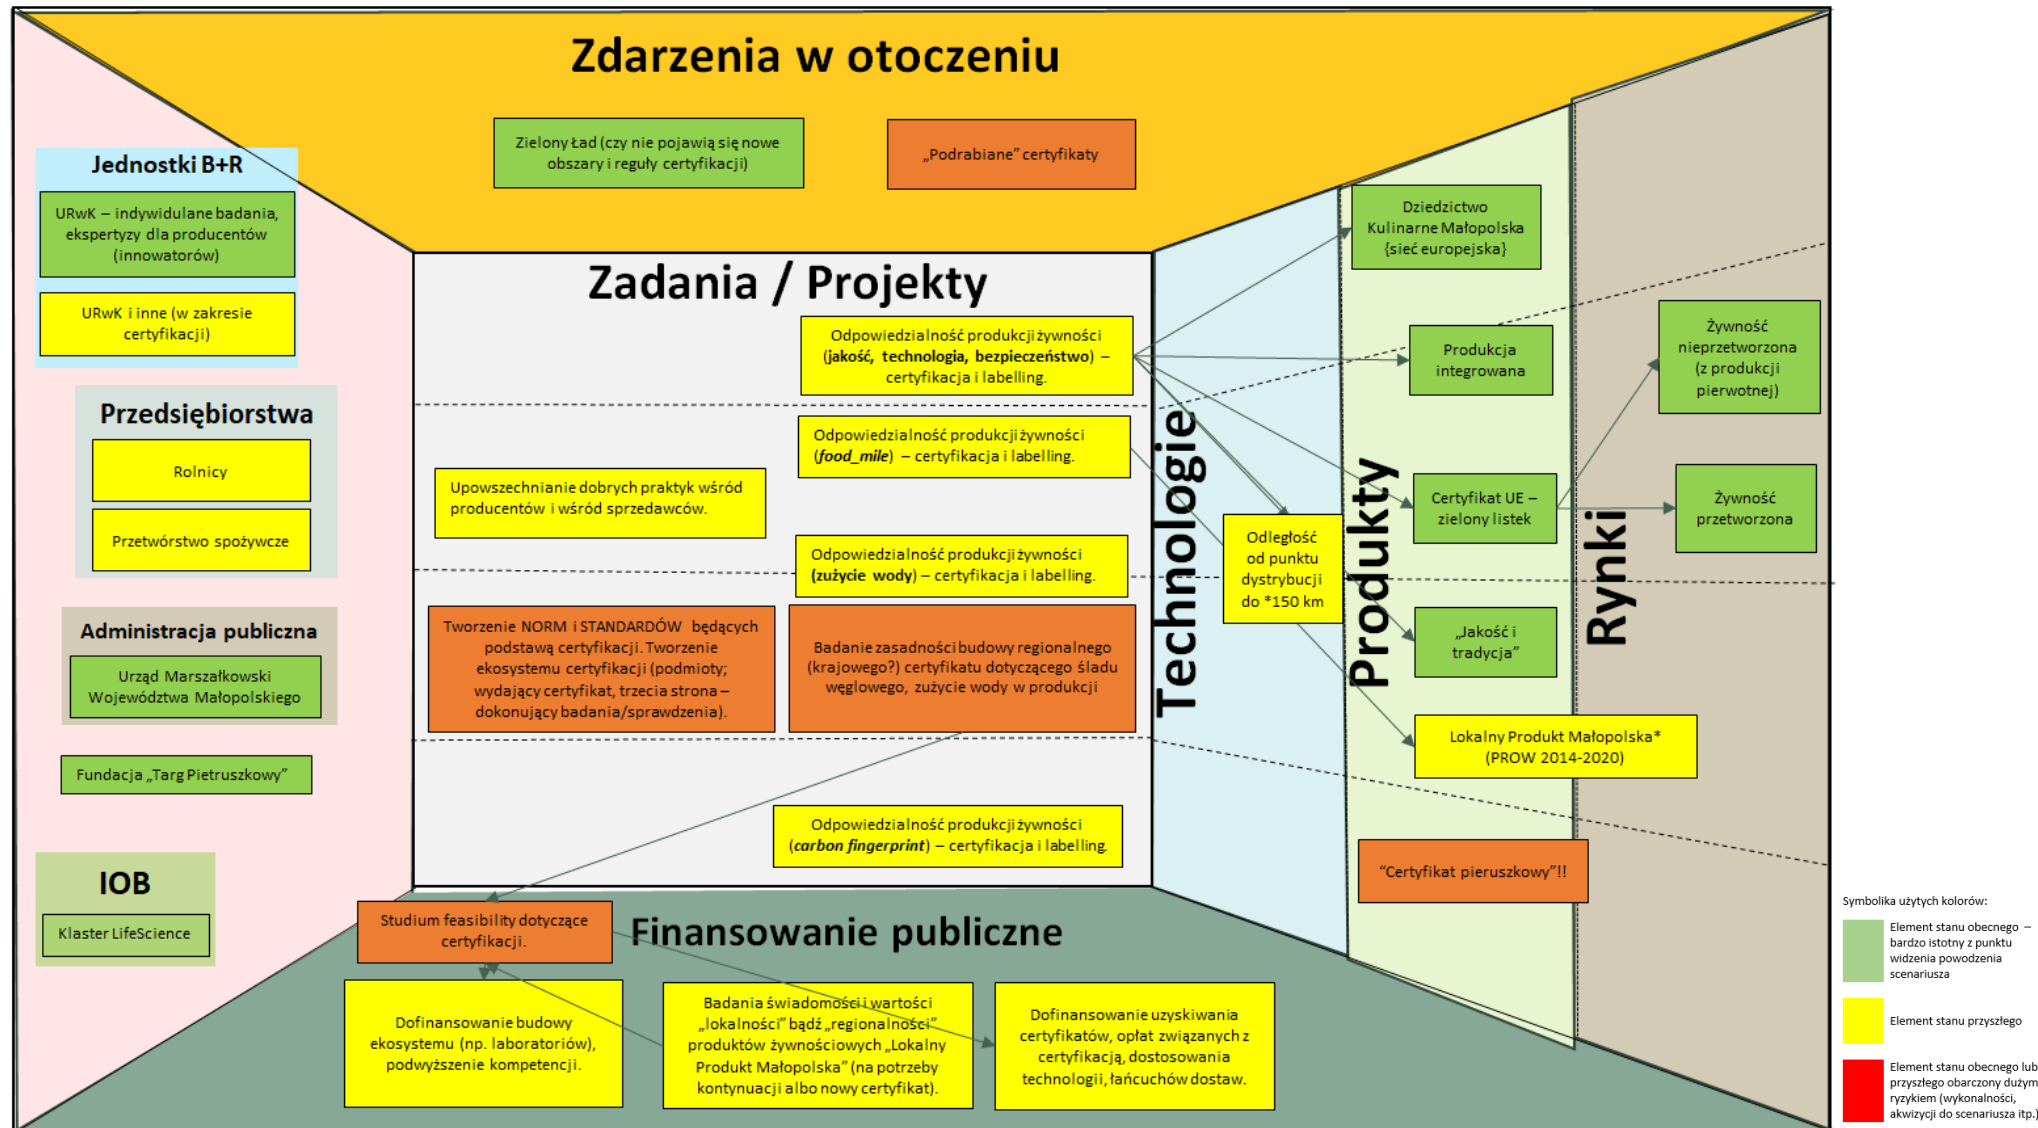 Zdarzenia w otoczeniu
Zielony Ład (czy nie pojawią się nowe
obszary i reguły certyfikacji)
„Podrabiane” certyfikaty
Jednostki B+R
URwK – indywidulane badania,
ekspertyzy dla producentów
(innowatorów)
URwK i inne (w zakresie
certyfikacji)
Przedsiębiorstwa
Rolnicy
Przetwórstwo spożywcze
Administracja publiczna
Urząd Marszałkowski
Województwa Małopolskiego
Fundacja „Targ Pietruszkowy”
IOB
Klaster LifeScience
Zadania / Projekty
Odpowiedzialność produkcji żywności
(jakość, technologia, bezpieczeństwo) –
certyfikacja i labelling.
Odpowiedzialność produkcji żywności
(food_mile) – certyfikacja i labelling.
Upowszechnianie dobrych praktyk wśród
producentów i wśród sprzedawców.
Odpowiedzialność produkcji żywności
(zużycie wody) – certyfikacja i labelling.
Tworzenie NORM i STANDARDÓW będących
podstawą certyfikacji. Tworzenie
ekosystemu certyfikacji (podmioty;
wydający certyfikat, trzecia strona –
dokonujący badania/sprawdzenia).
Badanie zasadności budowy regionalnego
(krajowego?) certyfikatu dotyczącego śladu
węglowego, zużycie wody w produkcji
Odpowiedzialność produkcji żywności
(carbon fingerprint) – certyfikacja i labelling.
Technologie
Odległość
od punktu
dystrybucji
do *150 km
Produkty
Dziedzictwo
Kulinarne Małopolska
{sieć europejska}
Produkcja
integrowana
Certyfikat UE –
zielony listek
„Jakość i
tradycja”
Lokalny Produkt Małopolska*
(PROW 2014-2020)
“Certyfikat pieruszkowy”!!
Rynki
Żywność
nieprzetworzona
(z produkcji
pierwotnej)
Żywność
przetworzona
Finansowanie publiczne
Studium feasibility dotyczące
certyfikacji.
Dofinansowanie budowy
ekosystemu (np. laboratoriów),
podwyższenie kompetencji.
Badania świadomości i wartości
„lokalności” bądź „regionalności”
produktów żywnościowych „Lokalny
Produkt Małopolska” (na potrzeby
kontynuacji albo nowy certyfikat).
Dofinansowanie uzyskiwania
certyfikatów, opłat związanych z
certyfikacją, dostosowania
technologii, łańcuchów dostaw.
Symbolika użytych kolorów:
Element stanu obecnego –
bardzo istotny z punktu
widzenia powodzenia
scenariusza
Element stanu przyszłego
Element stanu obecnego lub
przyszłego obarczony dużym
ryzykiem (wykonalności,
akwizycji do scenariusza itp.)